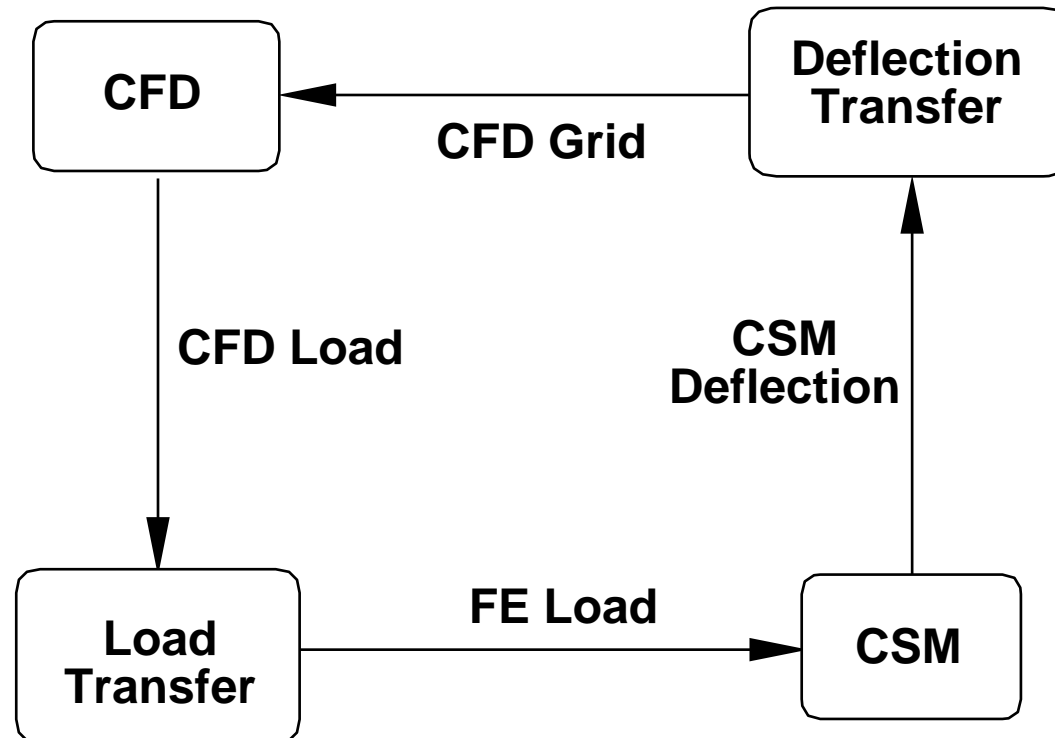 CFD
Deflection
Transfer
CFD Grid
CFD Load
CSM
Deflection
FE Load
Load
Transfer
CSM